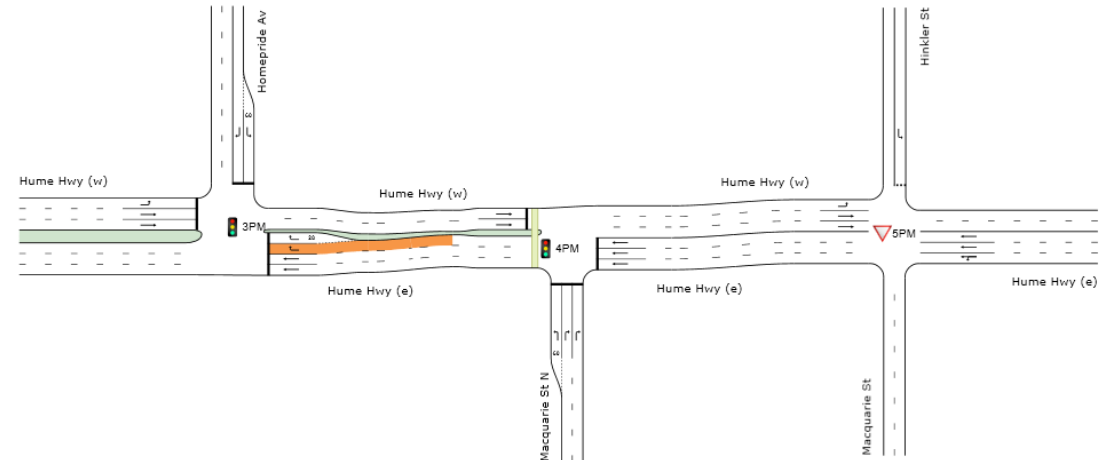 Homepride Av
Hinkler St
Hume Hwy (w)
Hume Hwy (w)
Hume Hwy (w)
3PM
4PM
5PM
Hume Hwy (e)
Hume Hwy (e)
Hume Hwy (e)
Macquarie St N
Macquarie St